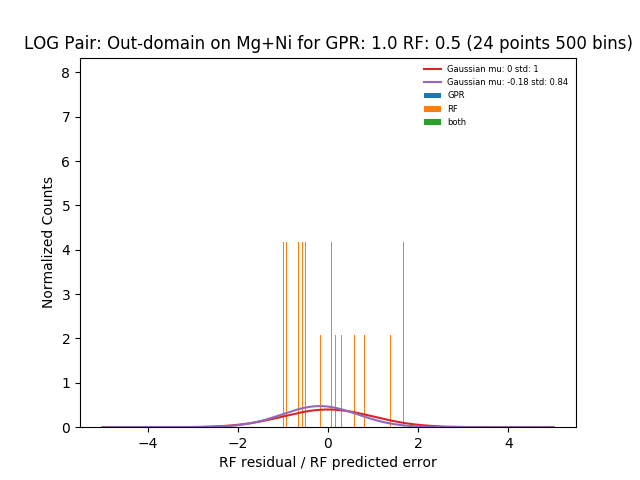 LOG Pair: Out-domain on Mg+Ni for GPR: 1.0 RF: 0.5 (24 points 500 bins)
Gaussian mu: 0 std: 1
Gaussian mu: -0.18 std: 0.84
GPR
RF
both
Normalized Counts
8
7
6
5
4
3
2
1
0
−4 −2 0 2 4
RF residual / RF predicted error